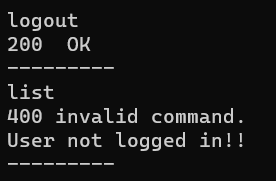 logout
200  OK
---------
list
400 invalid command.
User not logged in!!
---------